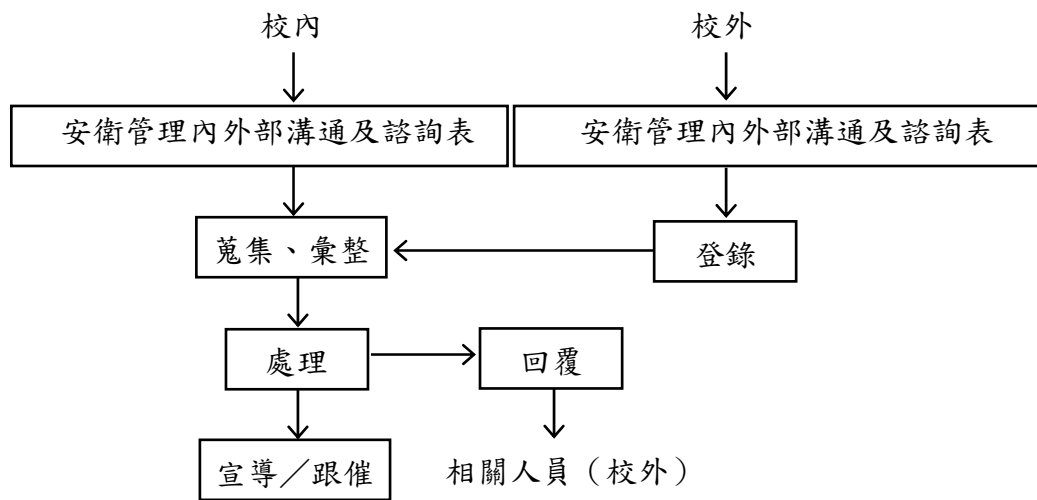 校內
校外
安衛管理內外部溝通及諮詢表
安衛管理內外部溝通及諮詢表
蒐集、彙整
登錄
處理
回覆
宣導／跟催
相關人員（校外）